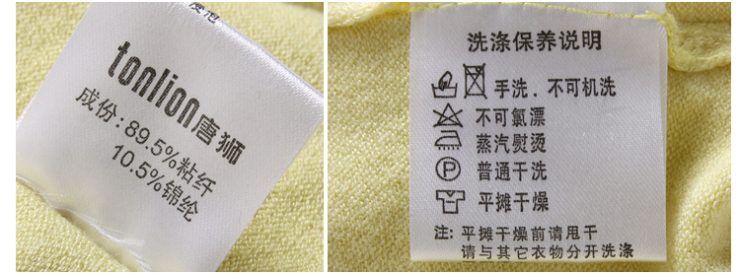 tonlion唐狮
成份:89.5%粘纤
10.5%锦纶
洗涤保养说明
手洗．不可机洗
不可氯漂
蒸汽熨烫
P 普通干洗
平摊干燥
注: 平摊干燥前请甩干
请与其它衣物分开洗涤